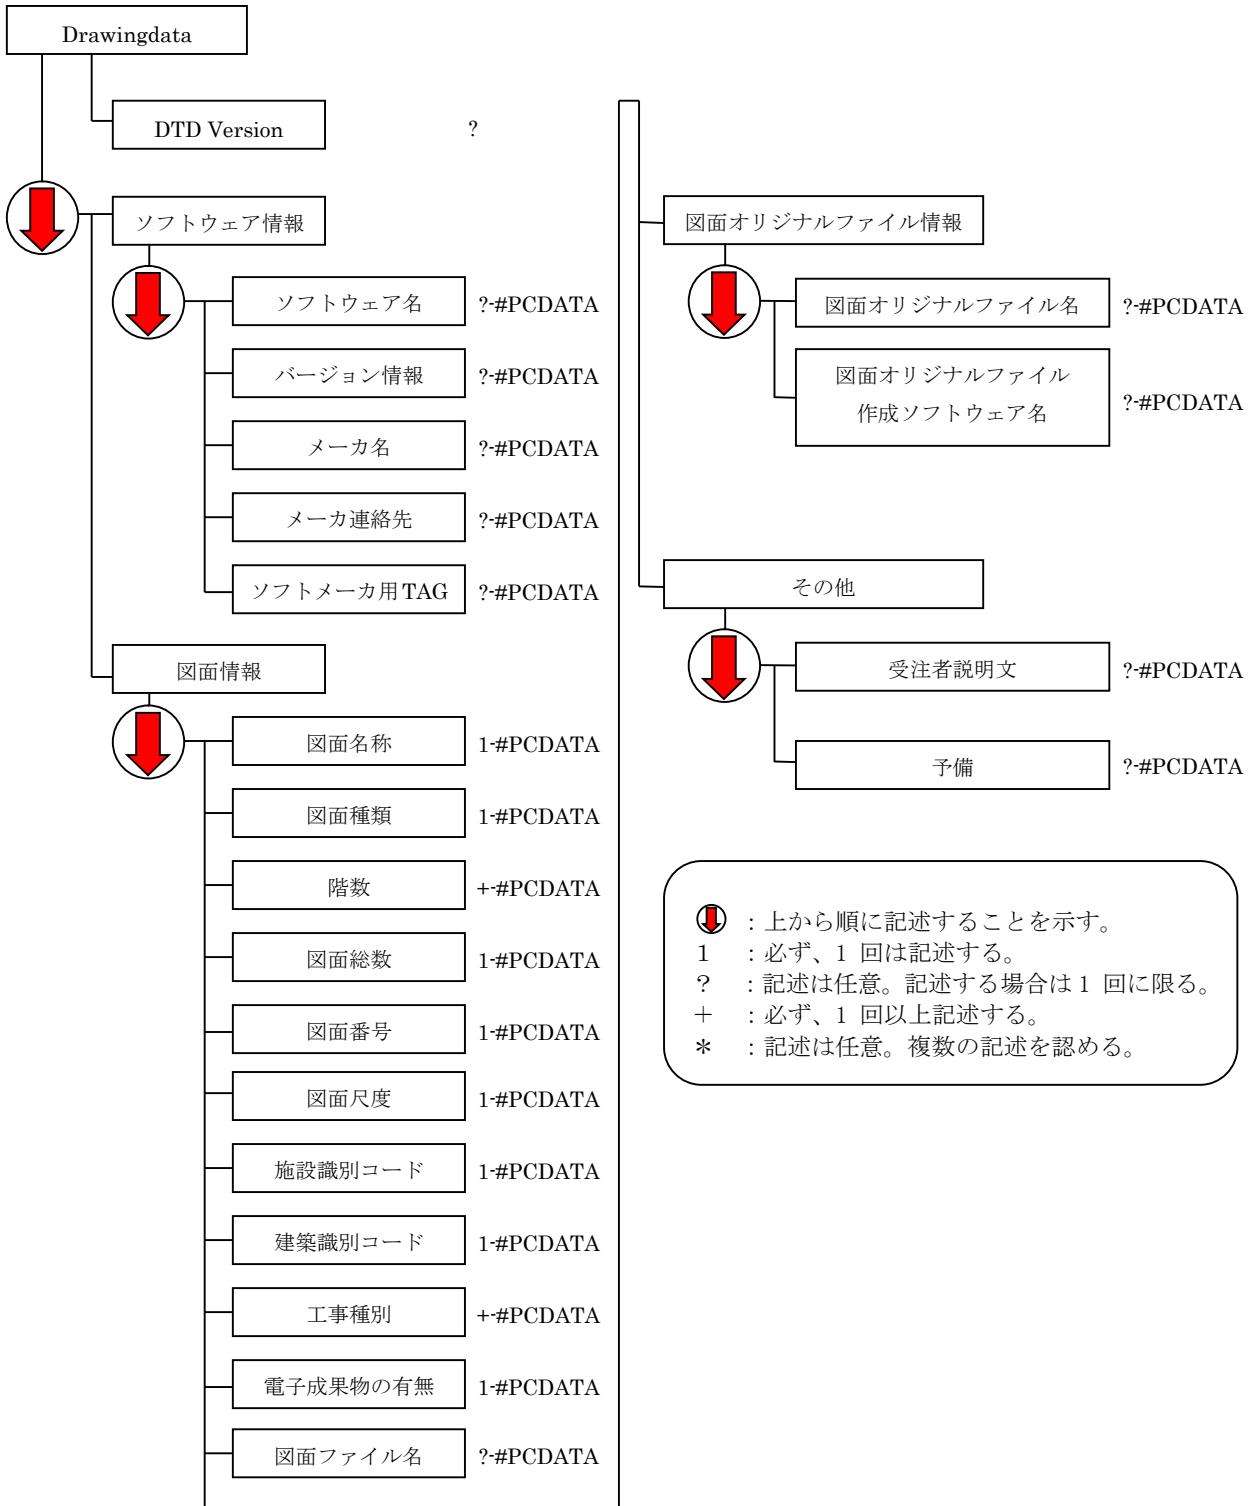 Drawingdata
DTD Version
?
ソフトウェア情報
ソフトウェア名
?-#PCDATA
バージョン情報
?-#PCDATA
メーカ名
?-#PCDATA
メーカ連絡先
?-#PCDATA
ソフトメーカ用TAG
?-#PCDATA
図面情報
図面名称
1-#PCDATA
図面種類
1-#PCDATA
階数
+-#PCDATA
図面総数
1-#PCDATA
図面番号
1-#PCDATA
図面尺度
1-#PCDATA
施設識別コード
1-#PCDATA
建築識別コード
1-#PCDATA
工事種別
+-#PCDATA
電子成果物の有無
1-#PCDATA
図面ファイル名
?-#PCDATA
図面オリジナルファイル情報
図面オリジナルファイル名
?-#PCDATA
図面オリジナルファイル
作成ソフトウェア名
?-#PCDATA
その他
受注者説明文
?-#PCDATA
予備
?-#PCDATA
：上から順に記述することを示す。
1 ：必ず、1 回は記述する。
? ：記述は任意。記述する場合は 1 回に限る。
＋ ：必ず、1 回以上記述する。
＊ ：記述は任意。複数の記述を認める。